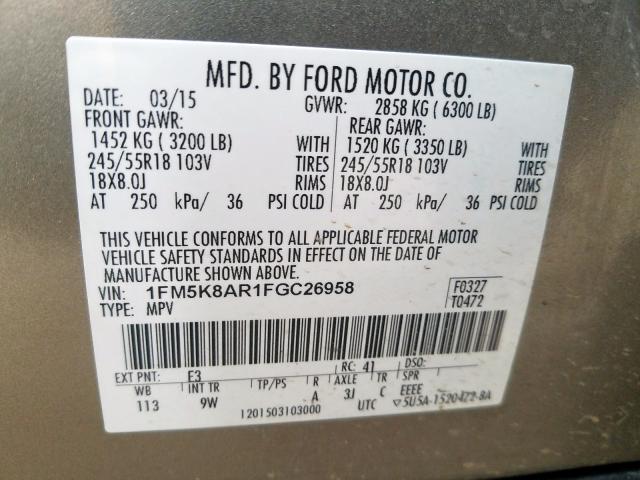 MFD. BY FORD MOTOR CO.
DATE: 03/15 GVWR: 2858 KG ( 6300 LB)
FRONT GAWR: REAR GAWR:
1452 KG ( 3200 LB) WITH 1520 KG ( 3350 LB) WITH
245/55R18 103V TIRES 245/55R18 103V TIRES
18X8.0J RIMS 18X8.0J RIMS
AT 250 kPa/ 36 PSI COLD AT 250 kPa/ 36 PSI COLD
THIS VEHICLE CONFORMS TO ALL APPLICABLE FEDERAL MOTOR
VEHICLE SAFETY STANDARDS IN EFFECT ON THE DATE OF
MANUFACTURE SHOWN ABOVE.
VIN: 1FM5K8AR1FGC26958 F0327
TYPE: MPV T0472
EXT PNT: E3 RC: 41 DSO:
WB INT TR TP/PS R AXLE TR SPR
113 9W A 3J C EEEE
1201503103000 UTC ▽5U5A-1520472-8A